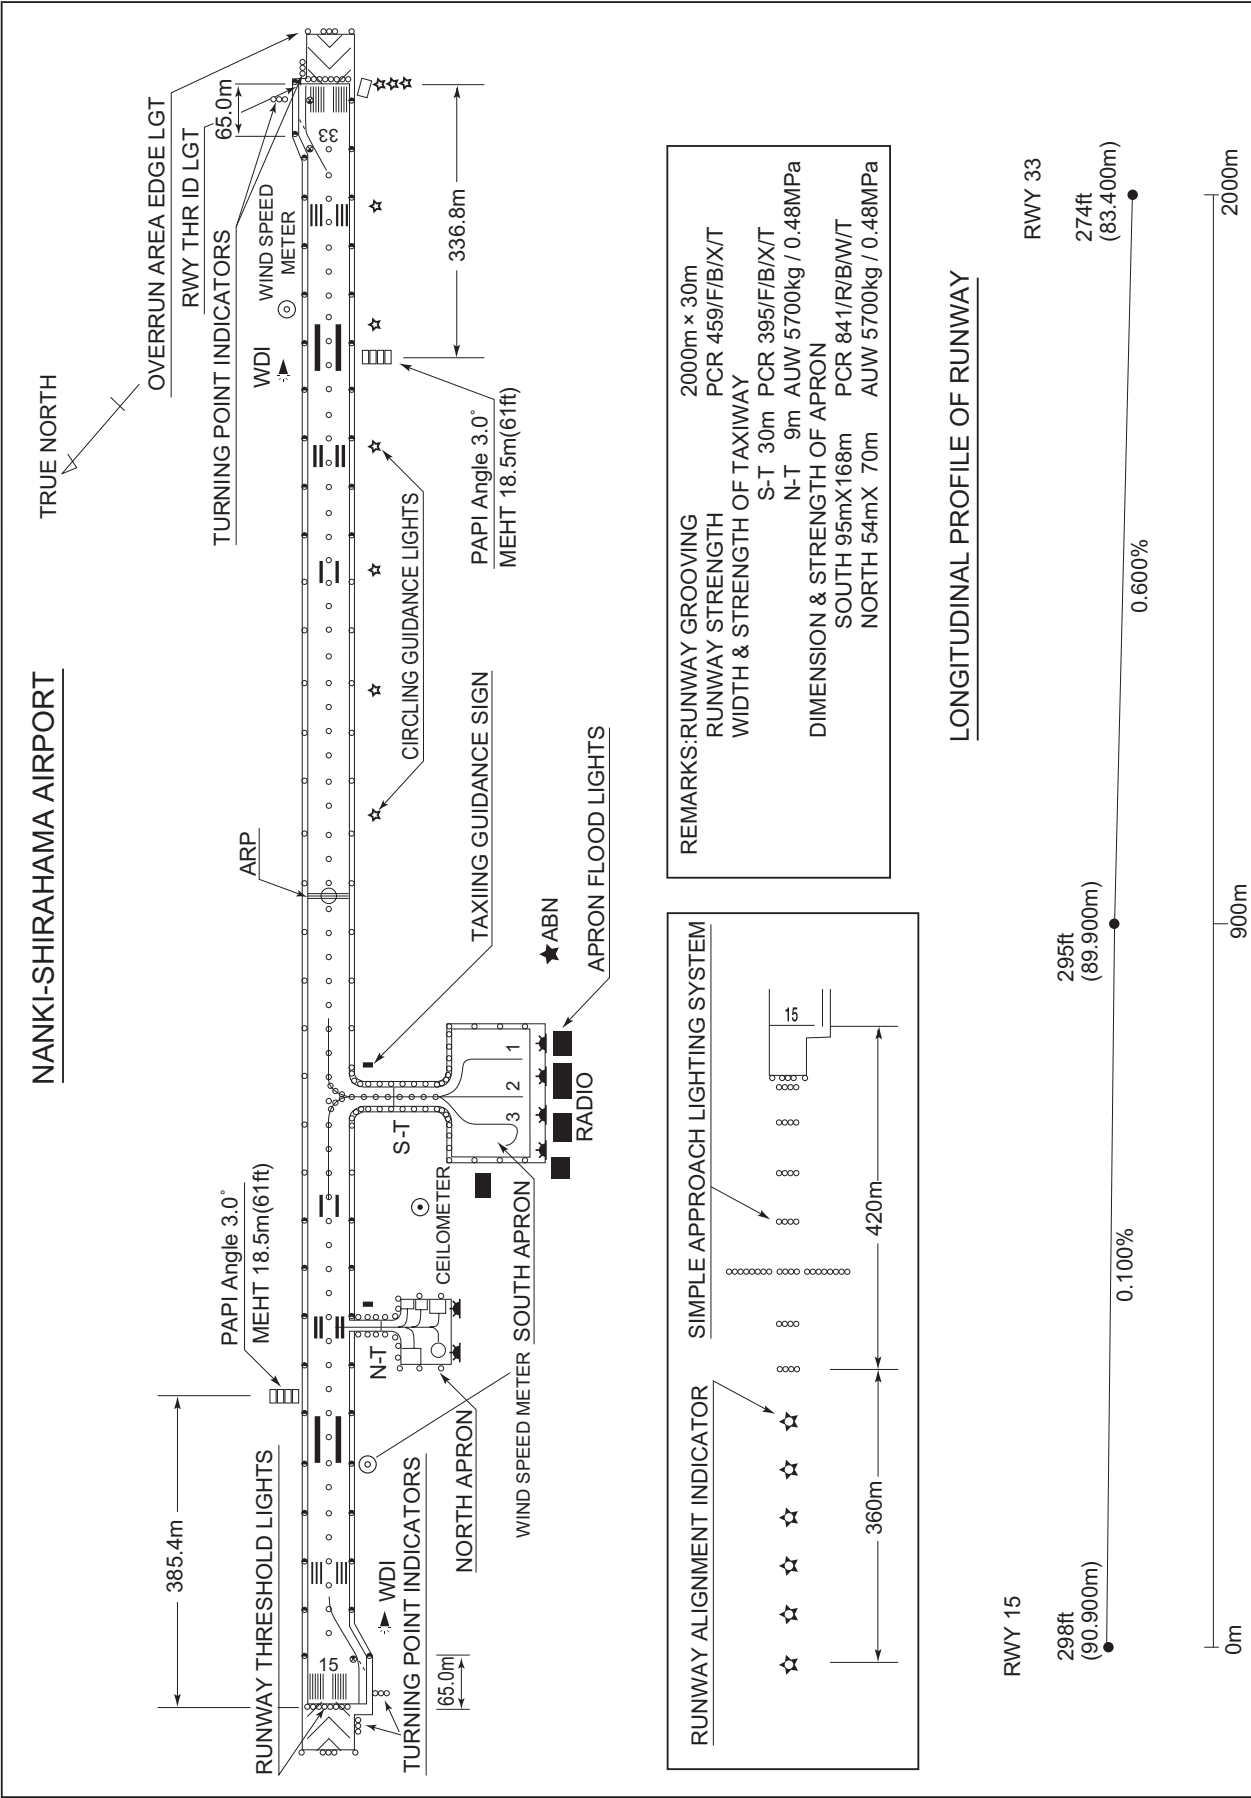 NANKI-SHIRAHAMA AIRPORT
TRUE NORTH
OVERRUN AREA EDGE LGT
RWY THR ID LGT
65.0m
TURNING POINT INDICATORS
WIND SPEED
METER
WDI
ARP
PAPI Angle 3.0°
MEHT 18.5m(61ft)
385.4m
RUNWAY THRESHOLD LIGHTS
15
33
336.8m
PAPI Angle 3.0°
MEHT 18.5m(61ft)
CIRCLING GUIDANCE LIGHTS
TAXIING GUIDANCE SIGN
ABN
APRON FLOOD LIGHTS
S-T
1
2
3
RADIO
CEILOMETER
SOUTH APRON
N-T
WIND SPEED METER
NORTH APRON
WDI
TURNING POINT INDICATORS
65.0m
RUNWAY ALIGNMENT INDICATOR
SIMPLE APPROACH LIGHTING SYSTEM
15
360m
420m
REMARKS:RUNWAY GROOVING 2000m × 30m
RUNWAY STRENGTH PCR 459/F/B/X/T
WIDTH & STRENGTH OF TAXIWAY
S-T 30m PCR 395/F/B/X/T
N-T 9m AUW 5700kg / 0.48MPa
DIMENSION & STRENGTH OF APRON
SOUTH 95mX168m PCR 841/R/B/W/T
NORTH 54mX 70m AUW 5700kg / 0.48MPa
LONGITUDINAL PROFILE OF RUNWAY
RWY 15
298ft
(90.900m)
0.100%
295ft
(89.900m)
0.600%
RWY 33
274ft
(83.400m)
0m
900m
2000m